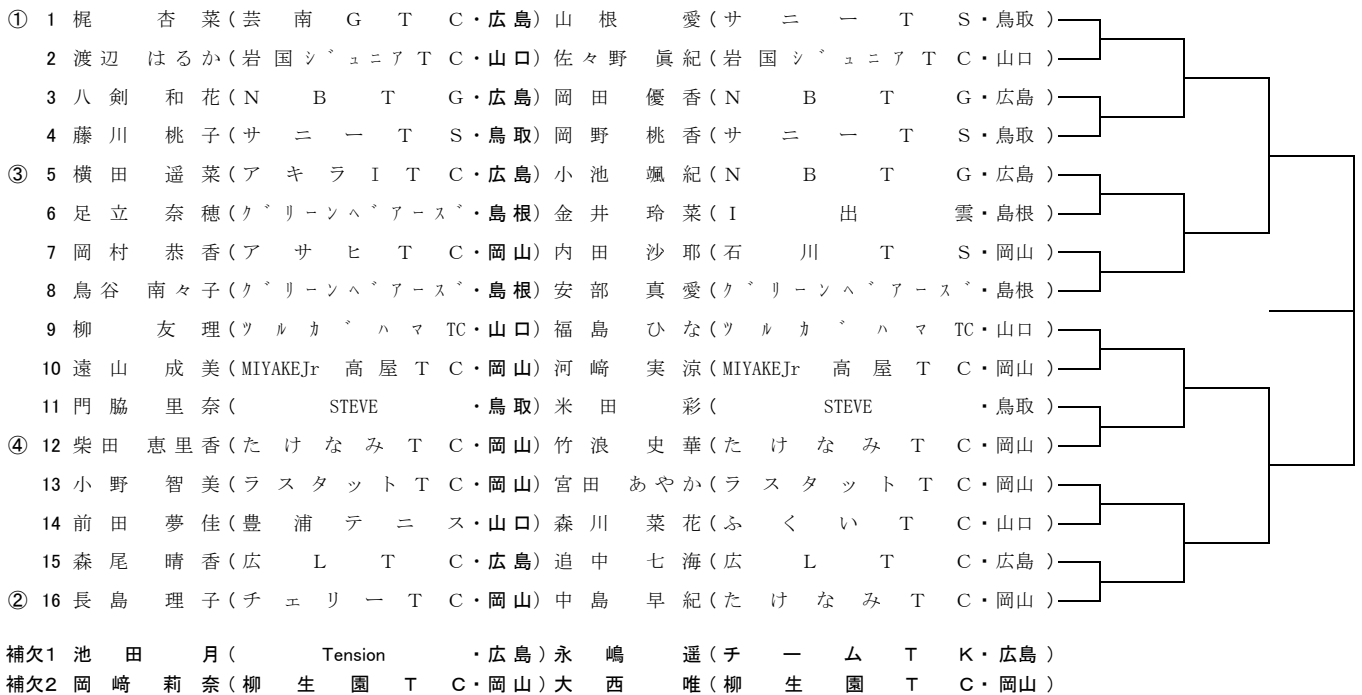 ① 1 梶 杏菜(芸南GTC・広島)山根 愛(サニーTS・鳥取)
2 渡辺 はるか(岩国ジュニアTC・山口)佐々野 眞紀(岩国ジュニアTC・山口)
3 八剣 和花(NBTG・広島)岡田 優香(NBTG・広島)
4 藤川 桃子(サニーTS・鳥取)岡野 桃香(サニーTS・鳥取)
③ 5 横田 遥菜(アキラITC・広島)小池 颯紀(NBTG・広島)
6 足立 奈穂(グリーンベアーズ・島根)金井 玲菜(I出雲・島根)
7 岡村 恭香(アサヒTC・岡山)内田 沙耶(石川TS・岡山)
8 鳥谷 南々子(グリーンベアーズ・島根)安部 真愛(グリーンベアーズ・島根)
9 柳 友理(ツルガハマTC・山口)福島 ひな(ツルガハマTC・山口)
10 遠山 成美(MIYAKEJr 高屋TC・岡山)河﨑 実涼(MIYAKEJr 高屋TC・岡山)
11 門脇 里奈(STEVE・鳥取)米田 彩(STEVE・鳥取)
④ 12 柴田 恵里香(たけなみTC・岡山)竹浪 史華(たけなみTC・岡山)
13 小野 智美(ラスタットTC・岡山)宮田 あやか(ラスタットTC・岡山)
14 前田 夢佳(豊浦テニス・山口)森川 菜花(ふくいTC・山口)
15 森尾 晴香(広LTC・広島)追中 七海(広LTC・広島)
② 16 長島 理子(チェリーTC・岡山)中島 早紀(たけなみTC・岡山)
補欠1 池田 月(Tension・広島)永嶋 遥(チームTK・広島)
補欠2 岡﨑 莉奈(柳生園TC・岡山)大西 唯(柳生園TC・岡山)